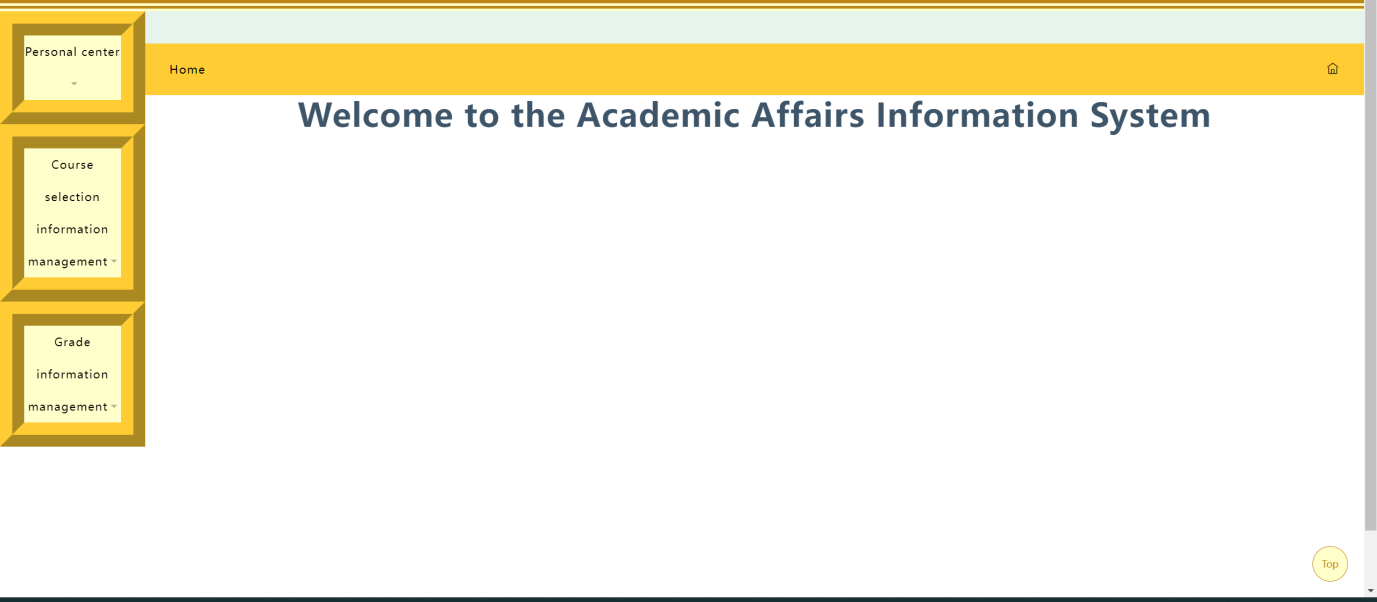 Personal center
Home
Welcome to the Academic Affairs Information System
Course
selection
information
management
Grade
information
management
Top